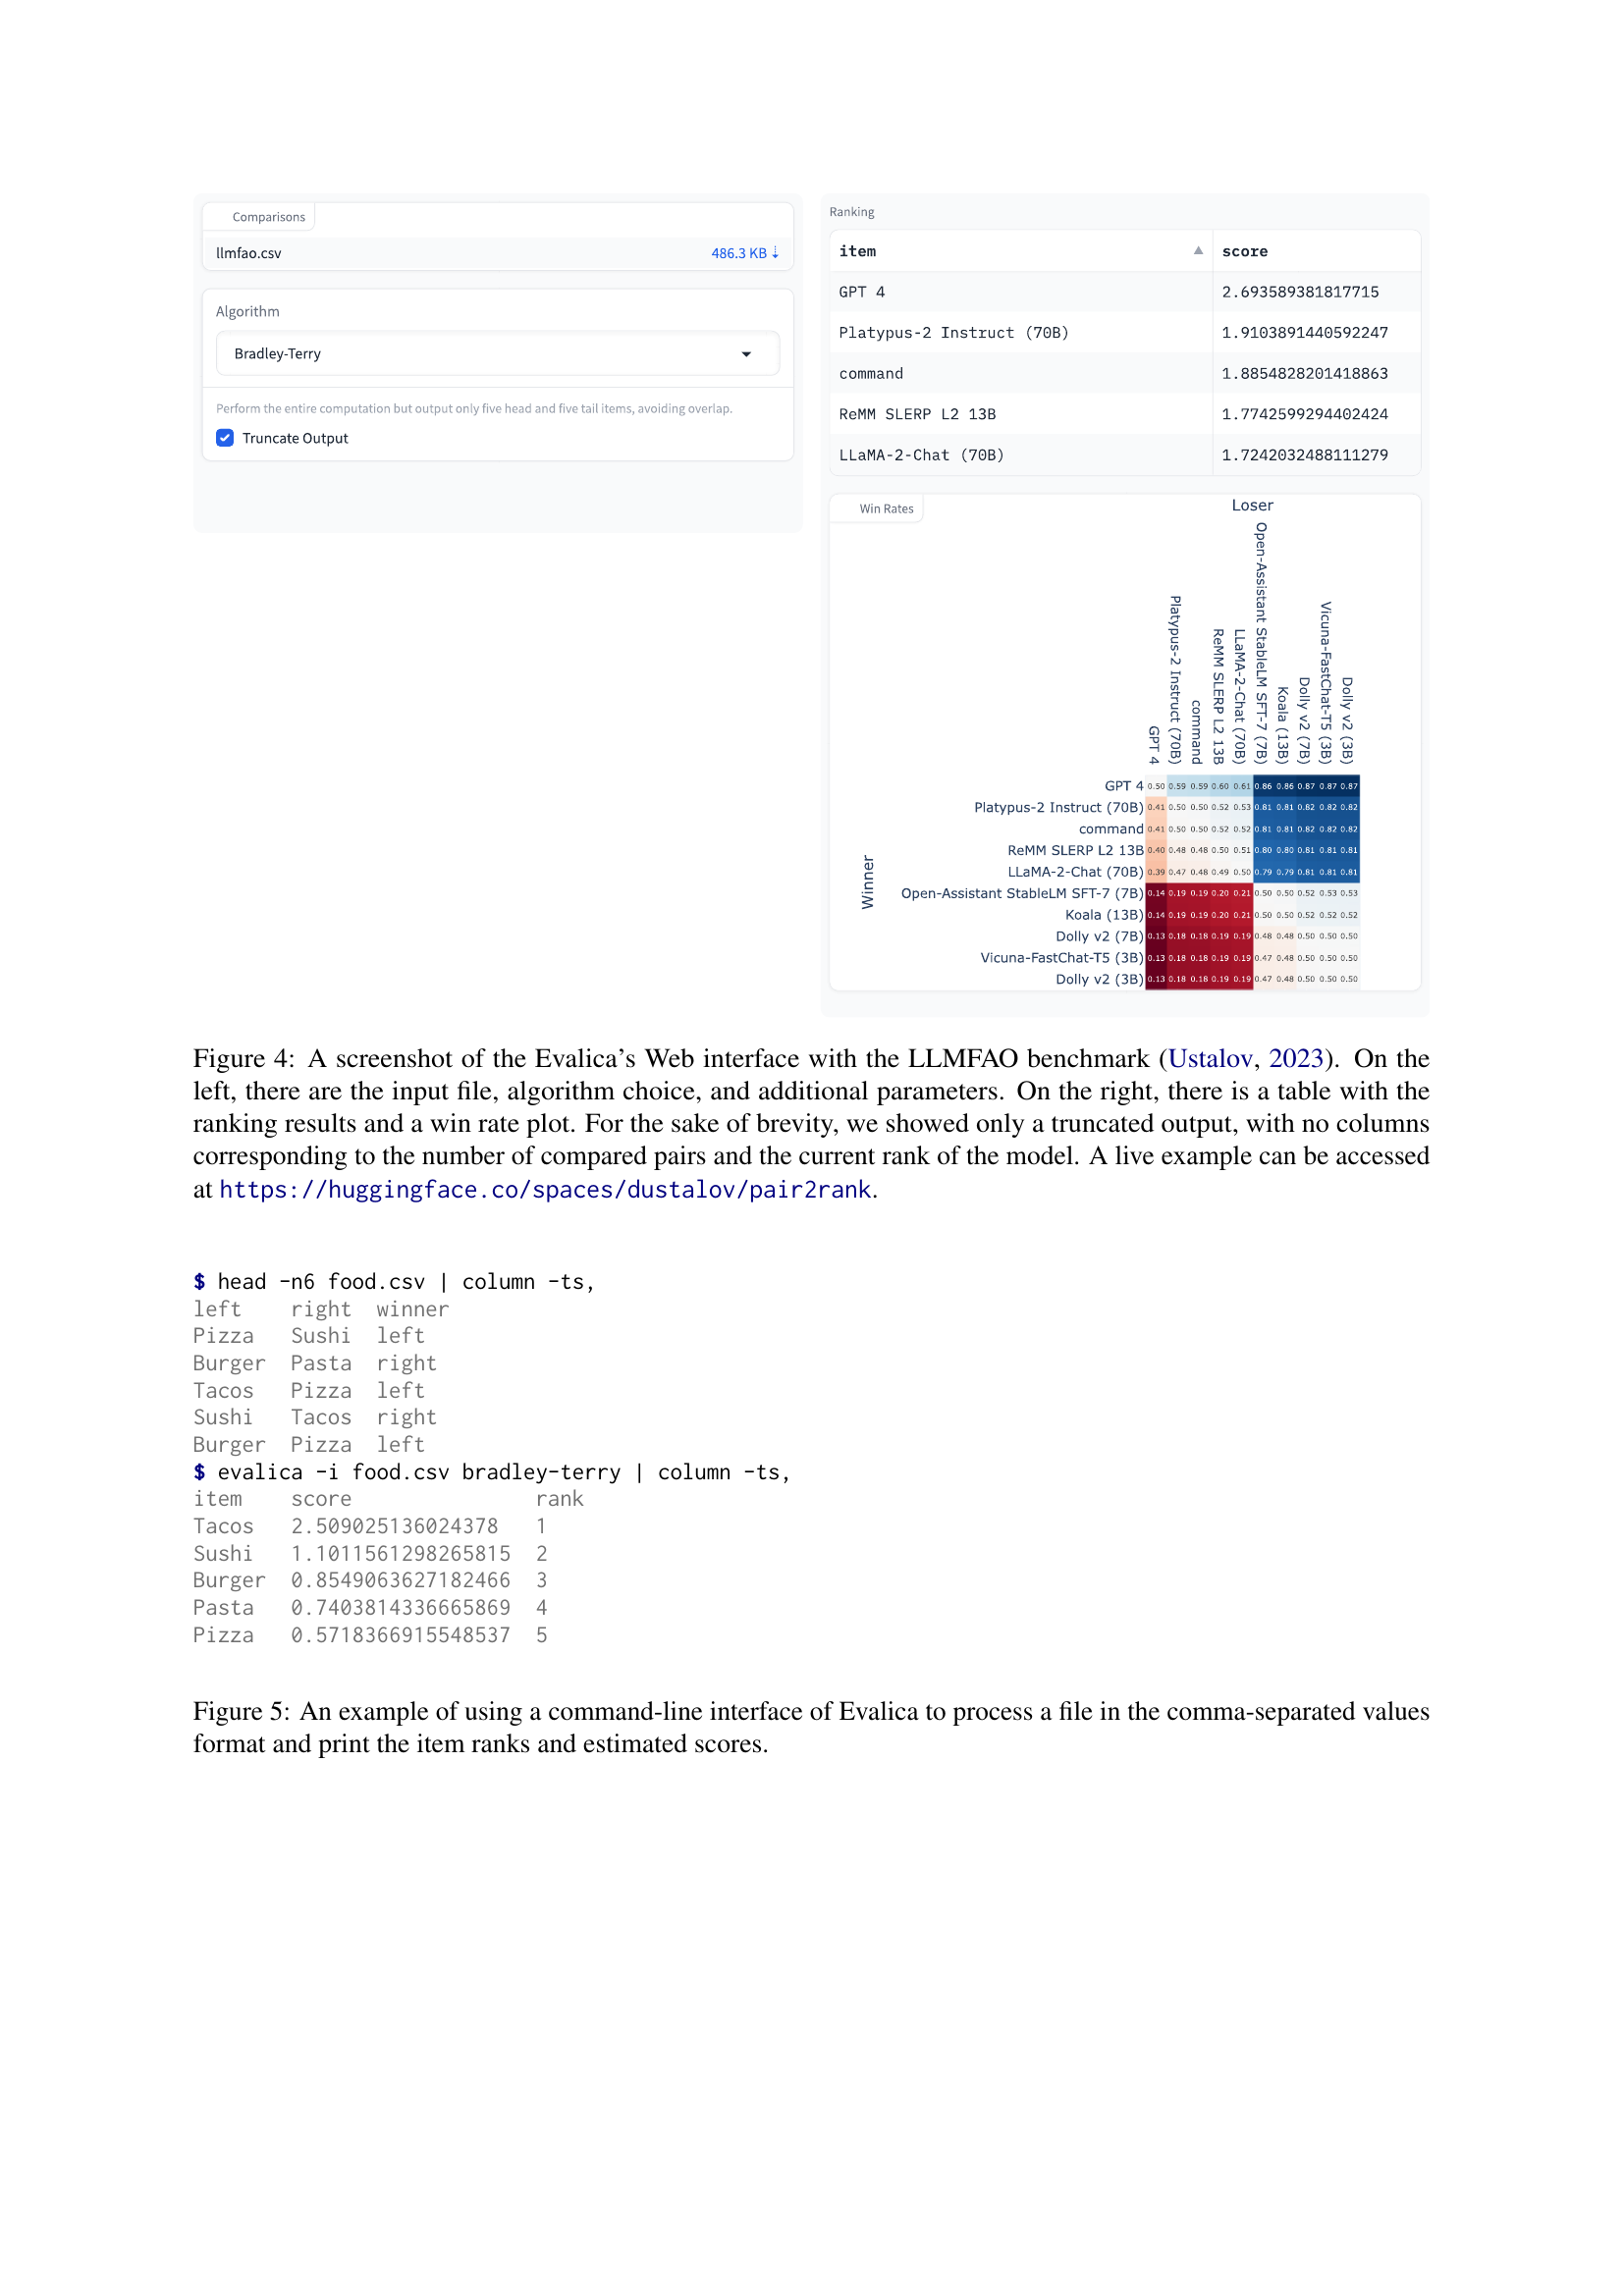 Comparisons
llmfao.csv 486.3 KB ↓
Algorithm
Bradley-Terry
Perform the entire computation but output only five head and five tail items, avoiding overlap.
Truncate Output
Ranking
item score
GPT 4 2.693589381817715
Platypus-2 Instruct (70B) 1.9103891440592247
command 1.8854828201418863
ReMM SLERP L2 13B 1.7742599294402424
LLaMA-2-Chat (70B) 1.7242032488111279
Win Rates
Loser
GPT 4
Platypus-2 Instruct (70B)
command
ReMM SLERP L2 13B
LLaMA-2-Chat (70B)
Open-Assistant StableLM SFT-7 (7B)
Koala (13B)
Dolly v2 (7B)
Vicuna-FastChat-T5 (3B)
Dolly v2 (3B)
Winner
GPT 4 0.50 0.59 0.59 0.60 0.61 0.86 0.86 0.87 0.87 0.87
Platypus-2 Instruct (70B) 0.41 0.50 0.50 0.52 0.53 0.81 0.81 0.82 0.82 0.82
command 0.41 0.50 0.50 0.52 0.52 0.81 0.81 0.82 0.82 0.82
ReMM SLERP L2 13B 0.40 0.48 0.48 0.50 0.51 0.80 0.80 0.81 0.81 0.81
LLaMA-2-Chat (70B) 0.39 0.47 0.48 0.49 0.50 0.79 0.79 0.81 0.81 0.81
Open-Assistant StableLM SFT-7 (7B) 0.14 0.19 0.19 0.20 0.21 0.50 0.50 0.52 0.53 0.53
Koala (13B) 0.14 0.19 0.19 0.20 0.21 0.50 0.50 0.52 0.52 0.52
Dolly v2 (7B) 0.13 0.18 0.18 0.19 0.19 0.48 0.48 0.50 0.50 0.50
Vicuna-FastChat-T5 (3B) 0.13 0.18 0.18 0.19 0.19 0.47 0.48 0.50 0.50 0.50
Dolly v2 (3B) 0.13 0.18 0.18 0.19 0.19 0.47 0.48 0.50 0.50 0.50
Figure 4: A screenshot of the Evalica's Web interface with the LLMFAO benchmark (Ustalov, 2023). On the
left, there are the input file, algorithm choice, and additional parameters. On the right, there is a table with the
ranking results and a win rate plot. For the sake of brevity, we showed only a truncated output, with no columns
corresponding to the number of compared pairs and the current rank of the model. A live example can be accessed
at https://huggingface.co/spaces/dustalov/pair2rank.
$ head -n6 food.csv | column -ts,
left right winner
Pizza Sushi left
Burger Pasta right
Tacos Pizza left
Sushi Tacos right
Burger Pizza left
$ evalica -i food.csv bradley-terry | column -ts,
item score rank
Tacos 2.509025136024378 1
Sushi 1.1011561298265815 2
Burger 0.8549063627182466 3
Pasta 0.7403814336665869 4
Pizza 0.5718366915548537 5
Figure 5: An example of using a command-line interface of Evalica to process a file in the comma-separated values
format and print the item ranks and estimated scores.